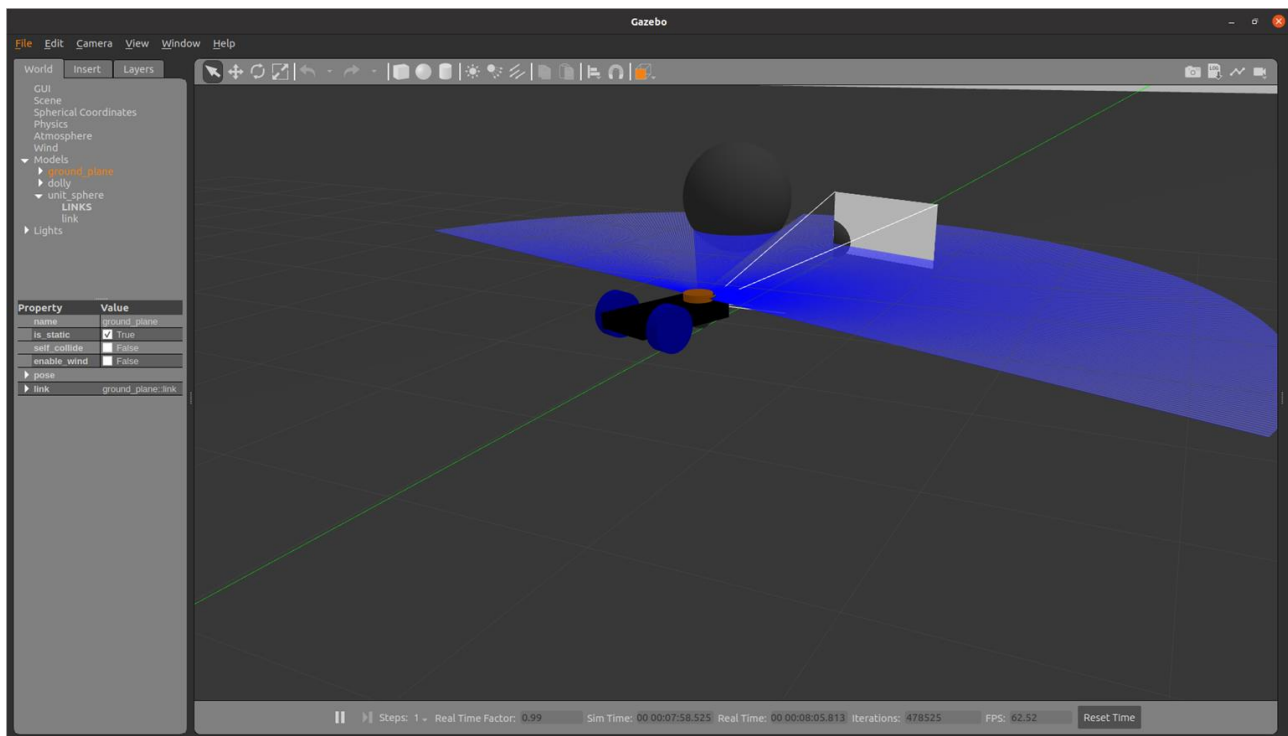 Gazebo
File Edit Camera View Window Help
World Insert Layers
GUI
Scene
Spherical Coordinates
Physics
Atmosphere
Wind
Models
ground_plane
dolly
unit_sphere
LINKS
link
Lights
Property Value
name ground_plane
is_static True
self_collide False
enable_wind False
pose
link ground_plane::link
LOG
Steps: 1 Real Time Factor: 0.99 Sim Time: 00 00:07:58.525 Real Time: 00 00:08:05.813 Iterations: 478525 FPS: 62.52 Reset Time